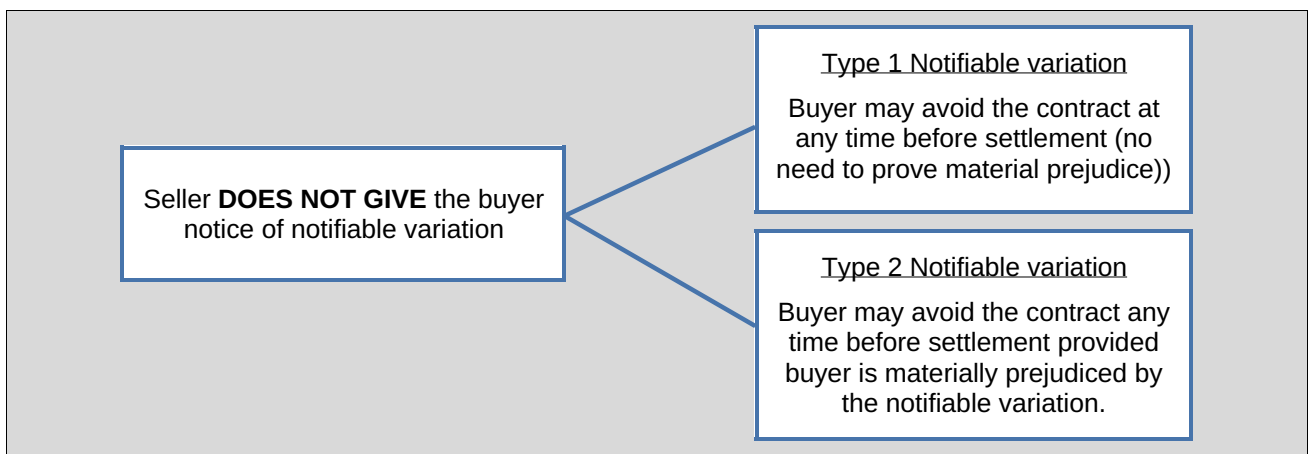 Seller DOES NOT GIVE the buyer
notice of notifiable variation
Type 1 Notifiable variation
Buyer may avoid the contract at
any time before settlement (no
need to prove material prejudice))
Type 2 Notifiable variation
Buyer may avoid the contract any
time before settlement provided
buyer is materially prejudiced by
the notifiable variation.